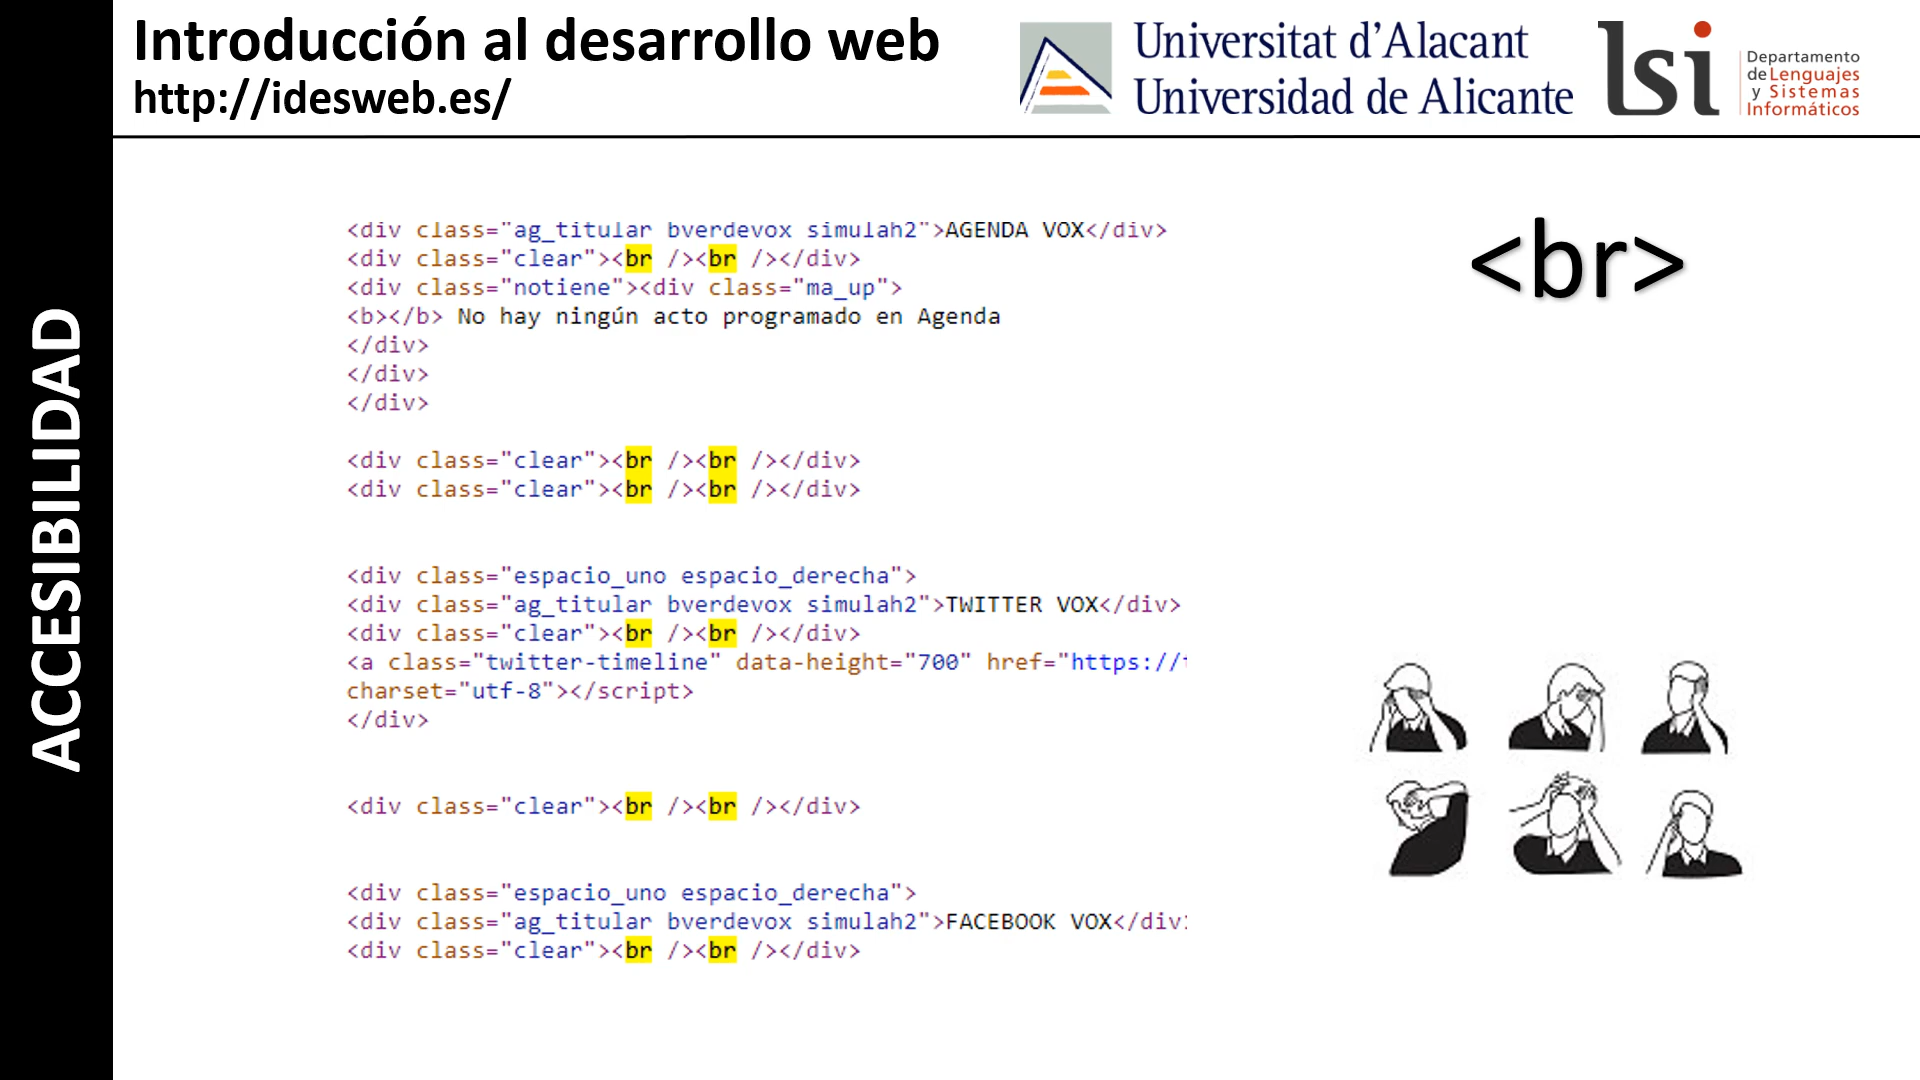 Introducción al desarrollo web
http://idesweb.es/
Universitat d'Alacant
Universidad de Alicante
lsi
Departamento
de Lenguajes
y Sistemas
Informáticos
ACCESIBILIDAD
<br>
<div class="ag_titular bverdevox simulah2">AGENDA VOX</div>
<div class="clear"><br /><br /></div>
<div class="notiene"><div class="ma_up">
<b></b> No hay ningún acto programado en Agenda
</div>
</div>
</div>
<div class="clear"><br /><br /></div>
<div class="clear"><br /><br /></div>
<div class="espacio_uno espacio_derecha">
<div class="ag_titular bverdevox simulah2">TWITTER VOX</div>
<div class="clear"><br /><br /></div>
<a class="twitter-timeline" data-height="700" href="https://
charset="utf-8"></script>
</div>
<div class="clear"><br /><br /></div>
<div class="espacio_uno espacio_derecha">
<div class="ag_titular bverdevox simulah2">FACEBOOK VOX</div
<div class="clear"><br /><br /></div>